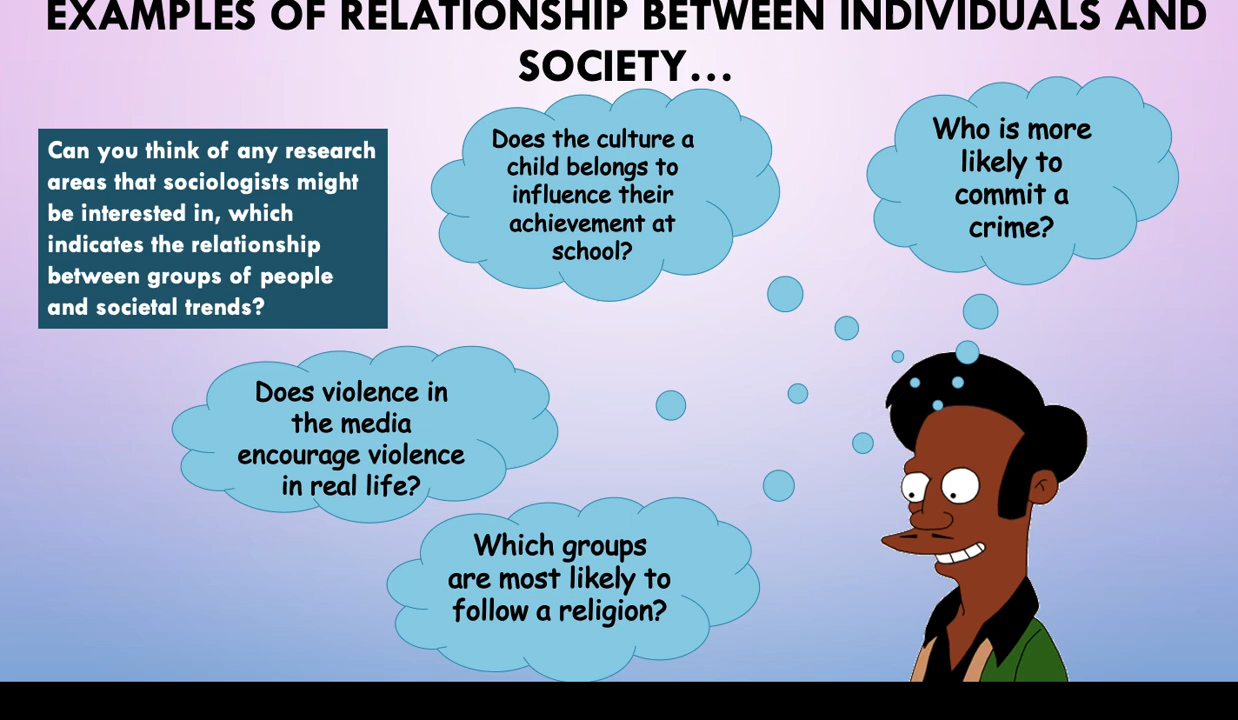 EXAMPLES OF RELATIONSHIP BETWEEN INDIVIDUALS AND
SOCIETY...
Can you think of any research
areas that sociologists might
be interested in, which
indicates the relationship
between groups of people
and societal trends?
Does the culture a
child belongs to
influence their
achievement at
school?
Who is more
likely to
commit a
crime?
Does violence in
the media
encourage violence
in real life?
Which groups
are most likely to
follow a religion?